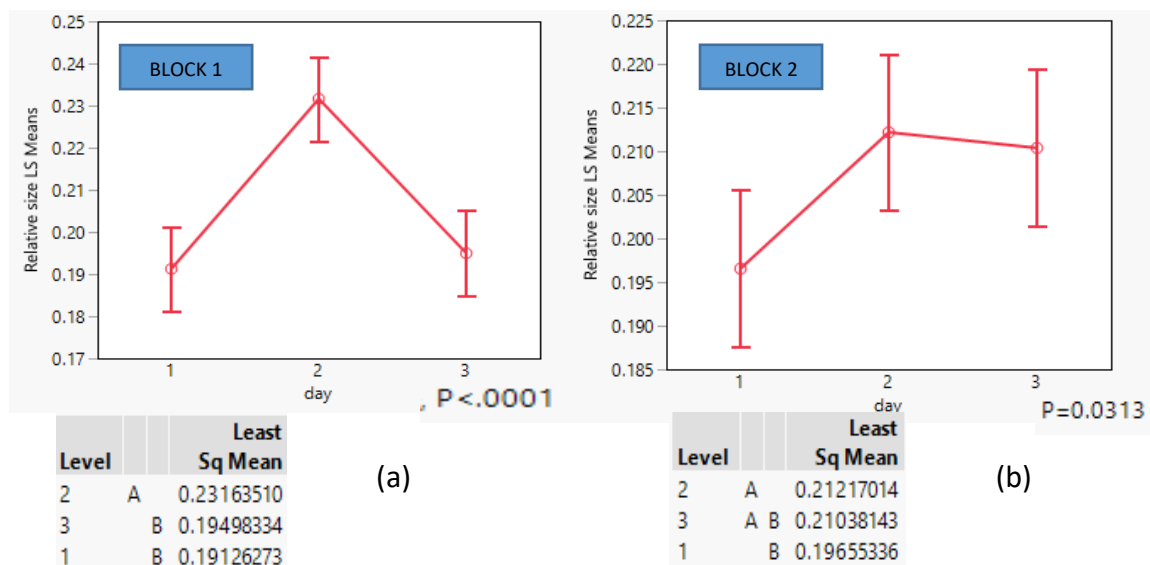 BLOCK 1
Relative size LS Means
0.25
0.24
0.23
0.22
0.21
0.20
0.19
0.18
0.17
1 2 3
day
, P<.0001
Least
Level Sq Mean
2 A 0.23163510
3 B 0.19498334
1 B 0.19126273
(a)
BLOCK 2
Relative size LS Means
0.225
0.220
0.215
0.210
0.205
0.200
0.195
0.190
0.185
1 2 3
day
P=0.0313
Least
Level Sq Mean
2 A 0.21217014
3 A B 0.21038143
1 B 0.19655336
(b)